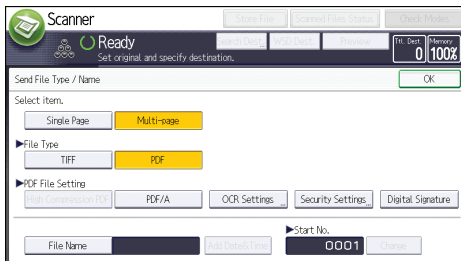 Scanner
Store File
Scanned Files Status
Check Modes
Ready
Search Dest.
WSD Dest.
Preview
Ttl. Dest.
Memory
Set original and specify destination.
0
100%
Send File Type / Name
OK
Select item.
Single Page
Multi-page
▶File Type
TIFF
PDF
▶PDF File Setting
High Compression PDF
PDF/A
OCR Settings
Security Settings
Digital Signature
▶Start No.
File Name
Add Date&Time
0001
Change